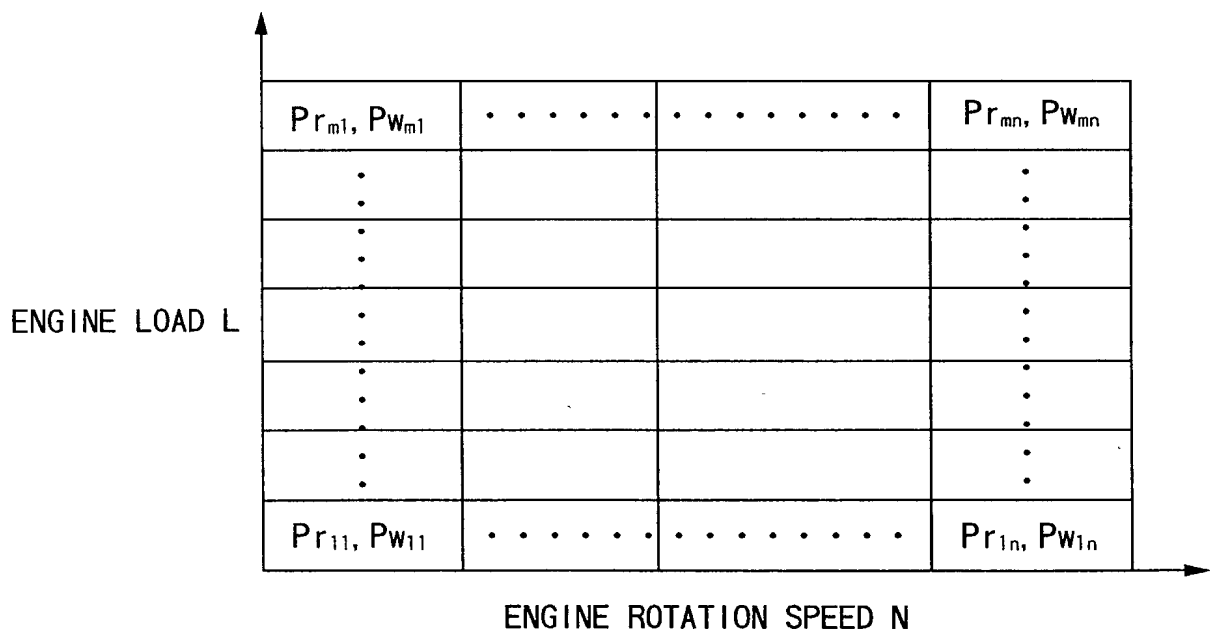 Pr_m1, Pw_m1 · · · · · · · · · · · · · · Pr_mn, Pw_mn
ENGINE LOAD L
Pr_11, Pw_11 · · · · · · · · · · · · · · Pr_1n, Pw_1n
ENGINE ROTATION SPEED N